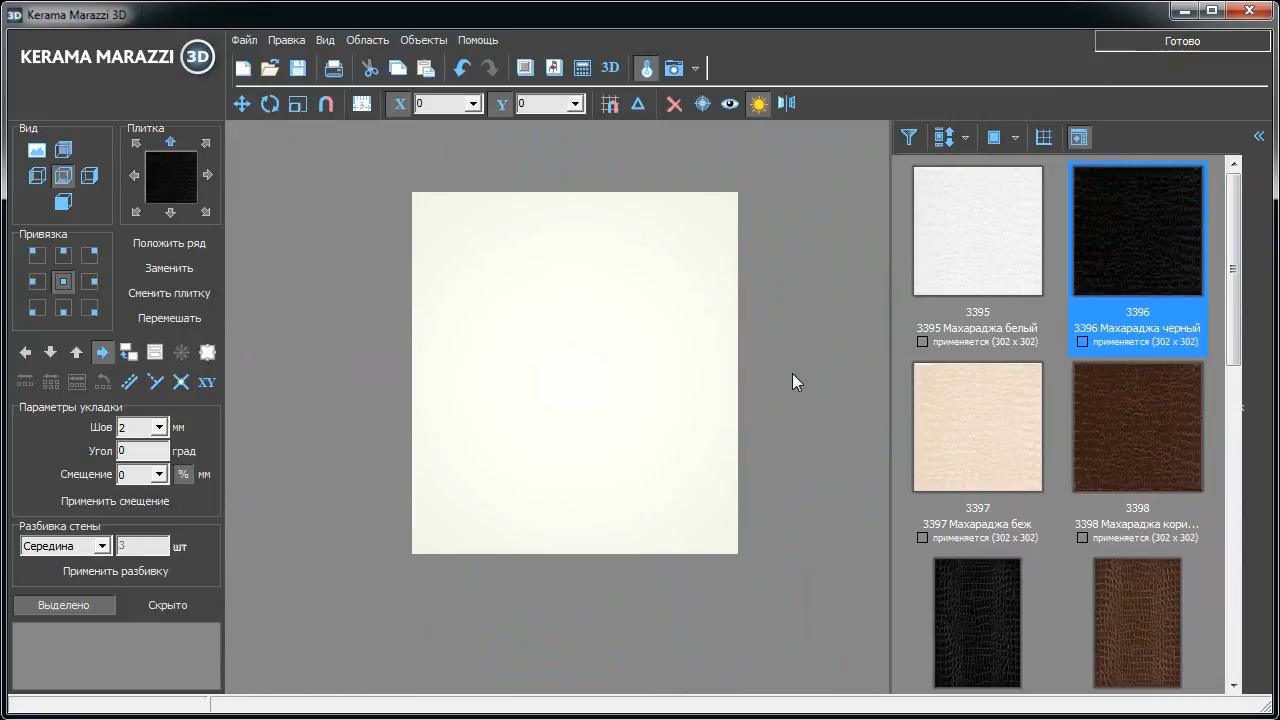 3D Kerama Marazzi 3D
KERAMA MARAZZI 3D
Файл Правка Вид Область Объекты Помощь
Готово
3D
X 0 Y 0
Вид
Плитка
Привязка
Положить ряд
Заменить
Сменить плитку
Перемешать
XY
Параметры укладки
Шов 2 мм
Угол 0 град
Смещение 0 % мм
Применить смещение
Разбивка стены
Середина 3 шт
Применить разбивку
Выделено Скрыто
3395
3395 Махараджа белый
применяется (302 x 302)
3396
3396 Махараджа черный
применяется (302 x 302)
3397
3397 Махараджа беж
применяется (302 x 302)
3398
3398 Махараджа кори...
применяется (302 x 302)